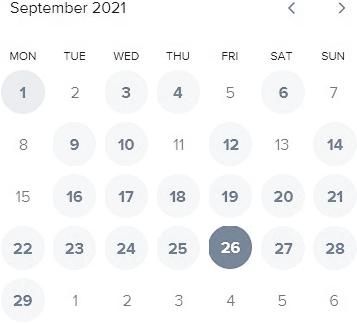 September 2021
MON TUE WED THU FRI SAT SUN
1 2 3 4 5 6 7
8 9 10 11 12 13 14
15 16 17 18 19 20 21
22 23 24 25 26 27 28
29 1 2 3 4 5 6